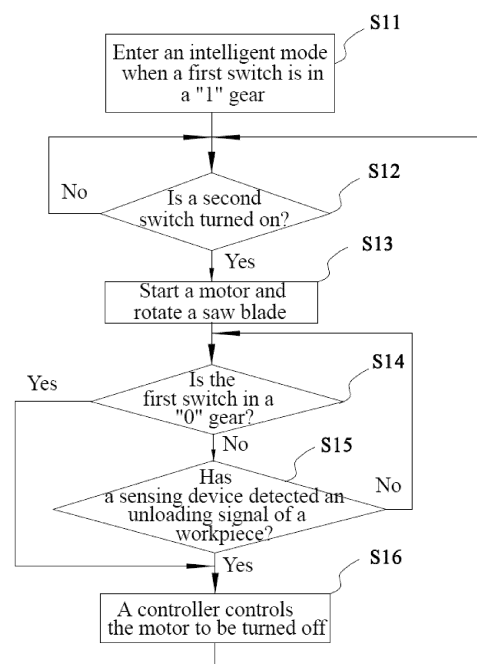 S11
Enter an intelligent mode
when a first switch is in
a "1" gear
No
S12
Is a second
switch turned on?
Yes
S13
Start a motor and
rotate a saw blade
Yes
S14
Is the
first switch in a
"0" gear?
No
S15
Has
a sensing device detected an
unloading signal of a
workpiece?
No
Yes
S16
A controller controls
the motor to be turned off